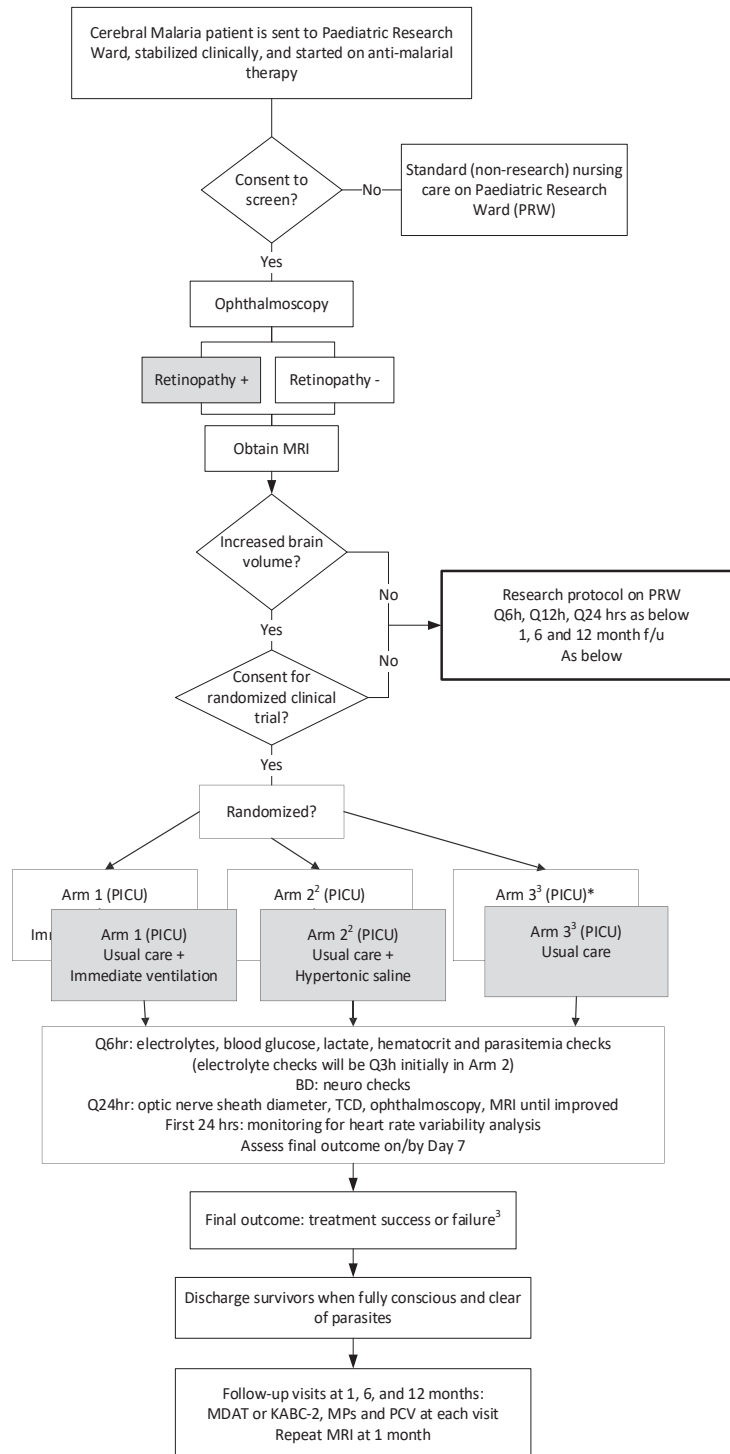 Cerebral Malaria patient is sent to Paediatric Research
Ward, stabilized clinically, and started on anti-malarial
therapy
Consent to
screen?
No
Standard (non-research) nursing
care on Paediatric Research
Ward (PRW)
Yes
Ophthalmoscopy
Retinopathy +
Retinopathy -
Obtain MRI
Increased brain
volume?
No
Research protocol on PRW
Q6h, Q12h, Q24 hrs as below
1, 6 and 12 month f/u
As below
Yes
No
Consent for
randomized clinical
trial?
Yes
Randomized?
Arm 1 (PICU)
Arm 2² (PICU)
Arm 3³ (PICU)*
Arm 1 (PICU)
Usual care +
Immediate ventilation
Arm 2² (PICU)
Usual care +
Hypertonic saline
Arm 3³ (PICU)
Usual care
Q6hr: electrolytes, blood glucose, lactate, hematocrit and parasitemia checks
(electrolyte checks will be Q3h initially in Arm 2)
BD: neuro checks
Q24hr: optic nerve sheath diameter, TCD, ophthalmoscopy, MRI until improved
First 24 hrs: monitoring for heart rate variability analysis
Assess final outcome on/by Day 7
Final outcome: treatment success or failure³
Discharge survivors when fully conscious and clear
of parasites
Follow-up visits at 1, 6, and 12 months:
MDAT or KABC-2, MPs and PCV at each visit
Repeat MRI at 1 month